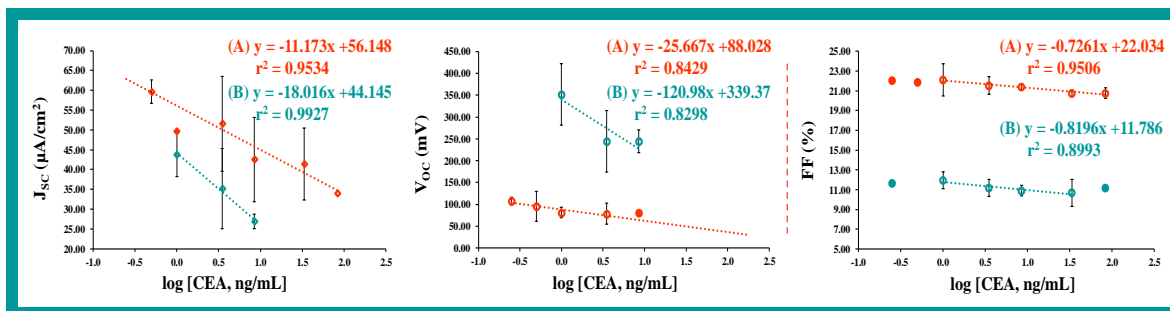 70.00
65.00
60.00
55.00
50.00
45.00
40.00
35.00
30.00
25.00
20.00
J_SC (µA/cm²)
-1.0 -0.5 0.0 0.5 1.0 1.5 2.0 2.5
log [CEA, ng/mL]
(A) y = -11.173x +56.148
r² = 0.9534
(B) y = -18.016x +44.145
r² = 0.9927
450.00
400.00
350.00
300.00
250.00
200.00
150.00
100.00
50.00
0.00
V_OC (mV)
-1.0 -0.5 0.0 0.5 1.0 1.5 2.0 2.5
log [CEA, ng/mL]
(A) y = -25.667x + 88.028
r² = 0.8429
(B) y = -120.98x +339.37
r² = 0.8298
25.00
23.00
21.00
19.00
17.00
15.00
13.00
11.00
9.00
7.00
5.00
FF (%)
-1.0 -0.5 0.0 0.5 1.0 1.5 2.0 2.5
log [CEA, ng/mL]
(A) y = -0.7261x + 22.034
r² = 0.9506
(B) y = -0.8196x +11.786
r² = 0.8993